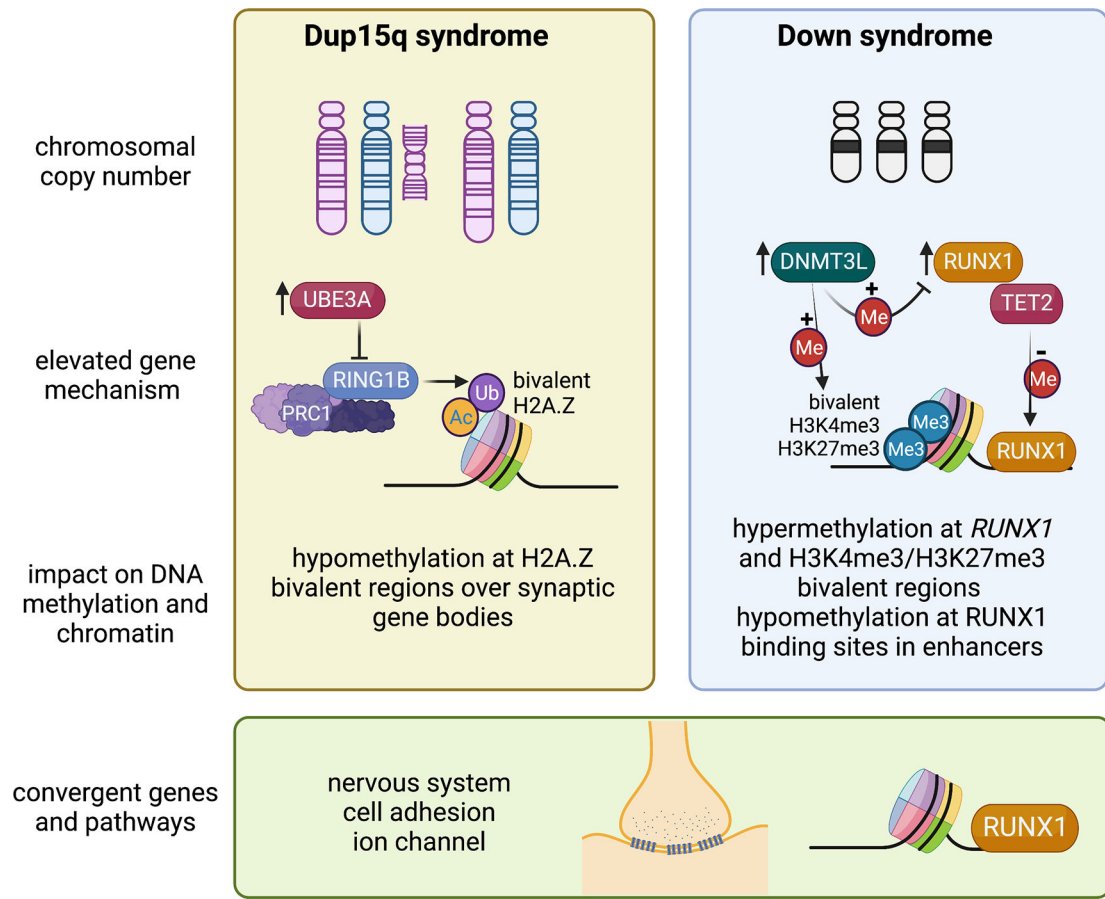 Dup15q syndrome
Down syndrome
chromosomal
copy number
elevated gene
mechanism
UBE3A
RING1B
PRC1
Ub
Ac
bivalent
H2A.Z
DNMT3L
RUNX1
TET2
+
Me
+
Me
-
Me
bivalent
H3K4me3
H3K27me3
Me3
Me3
RUNX1
impact on DNA
methylation and
chromatin
hypomethylation at H2A.Z
bivalent regions over synaptic
gene bodies
hypermethylation at RUNX1
and H3K4me3/H3K27me3
bivalent regions
hypomethylation at RUNX1
binding sites in enhancers
convergent genes
and pathways
nervous system
cell adhesion
ion channel
RUNX1